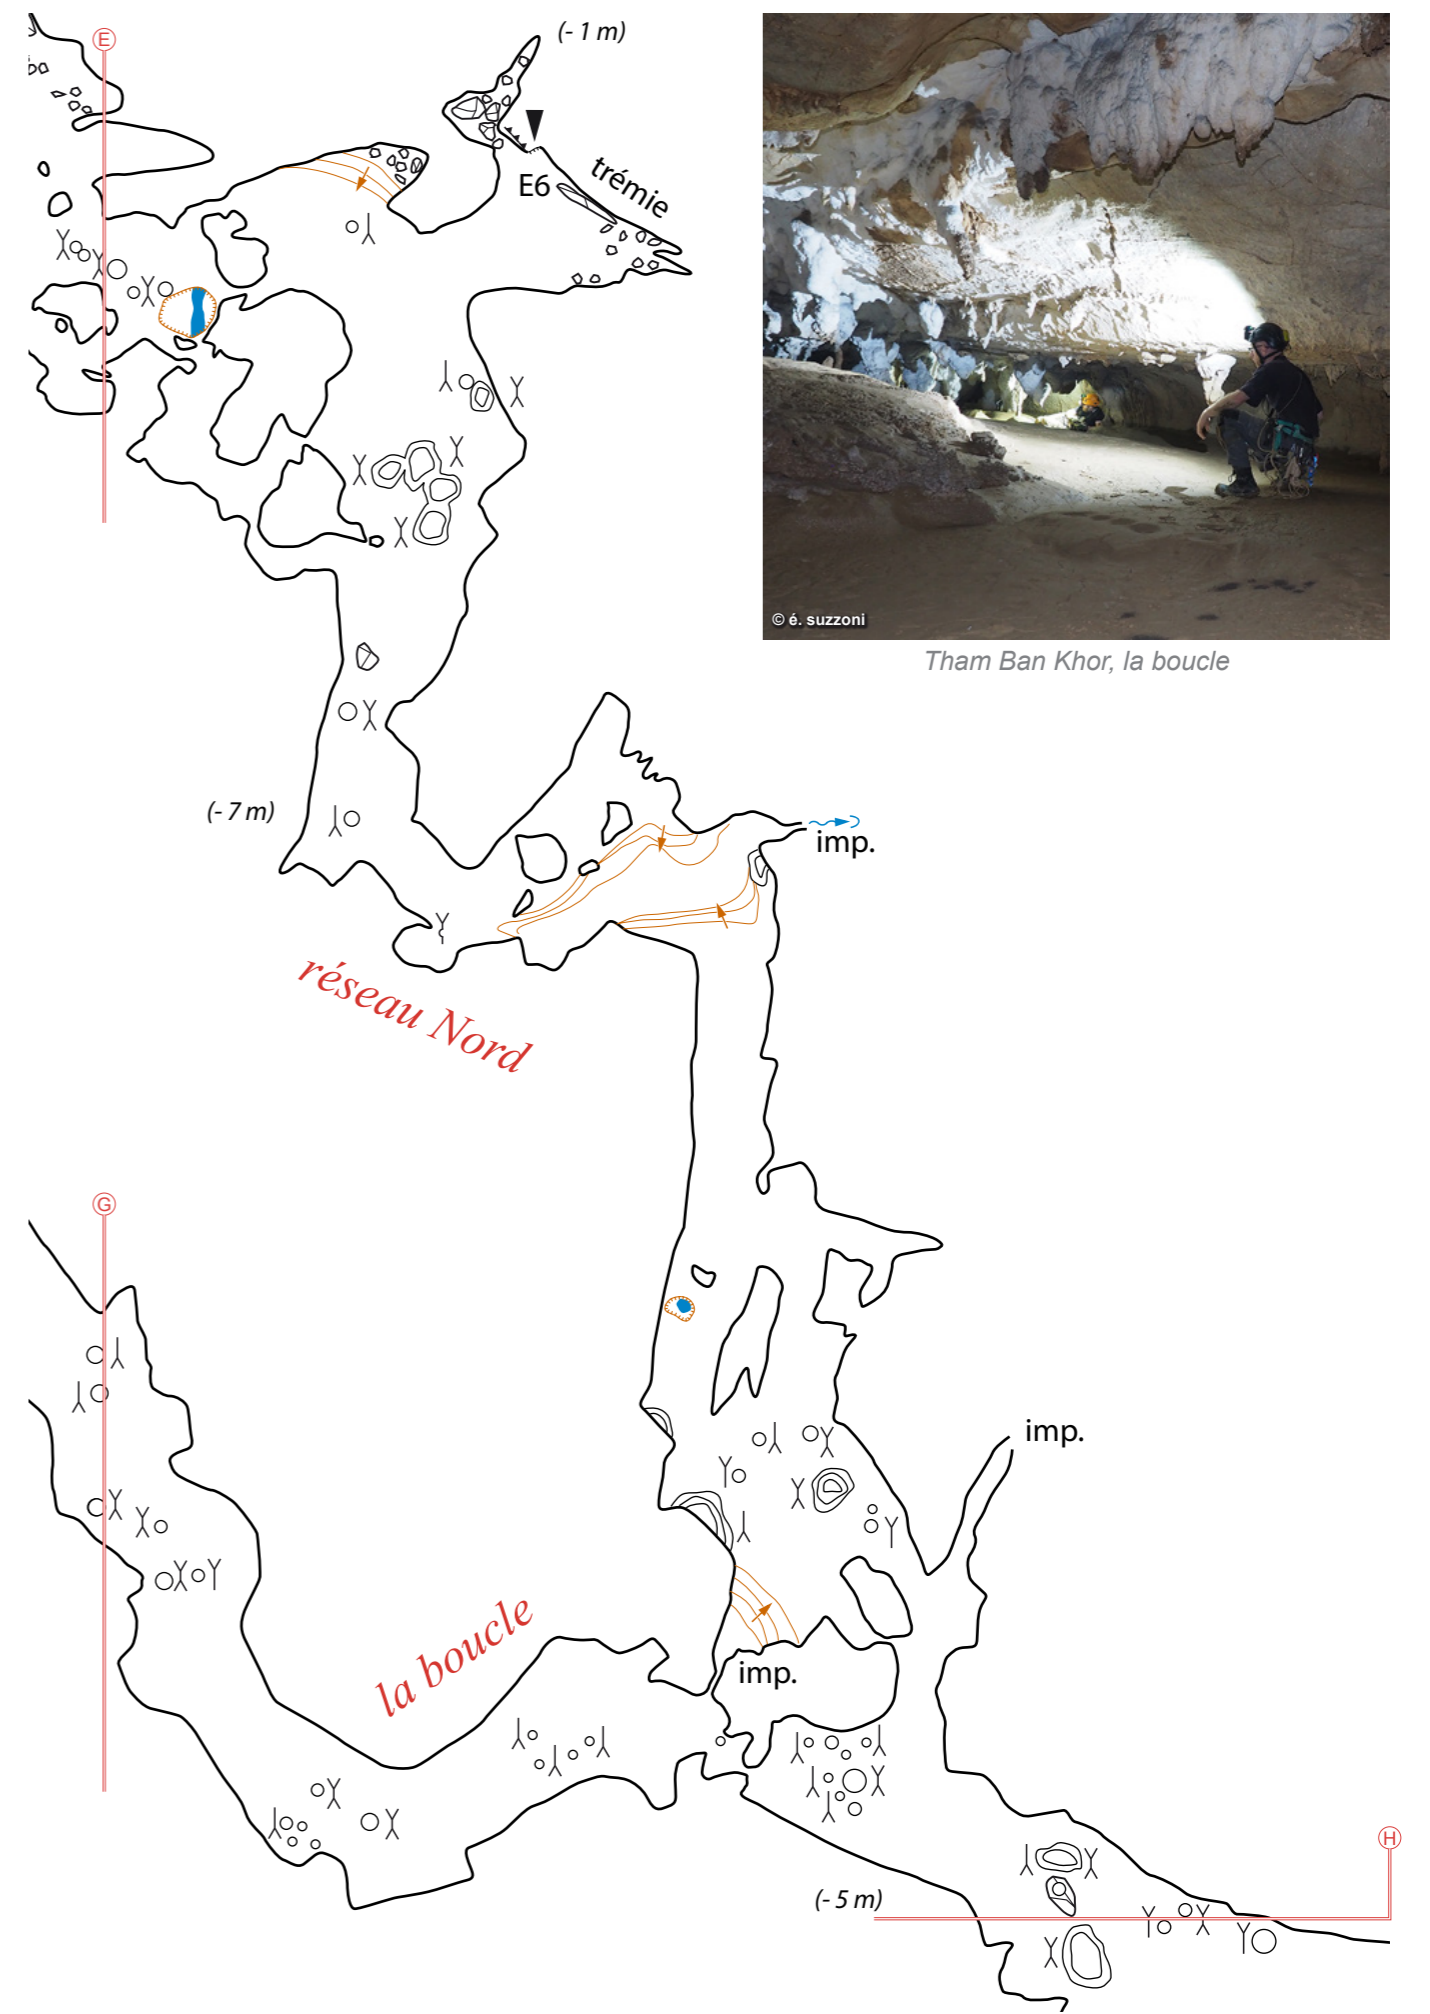 E
(- 1 m)
E6
trémie
© é. suzzoni
Tham Ban Khor, la boucle
(- 7 m)
imp.
réseau Nord
G
imp.
la boucle
imp.
H
(- 5 m)